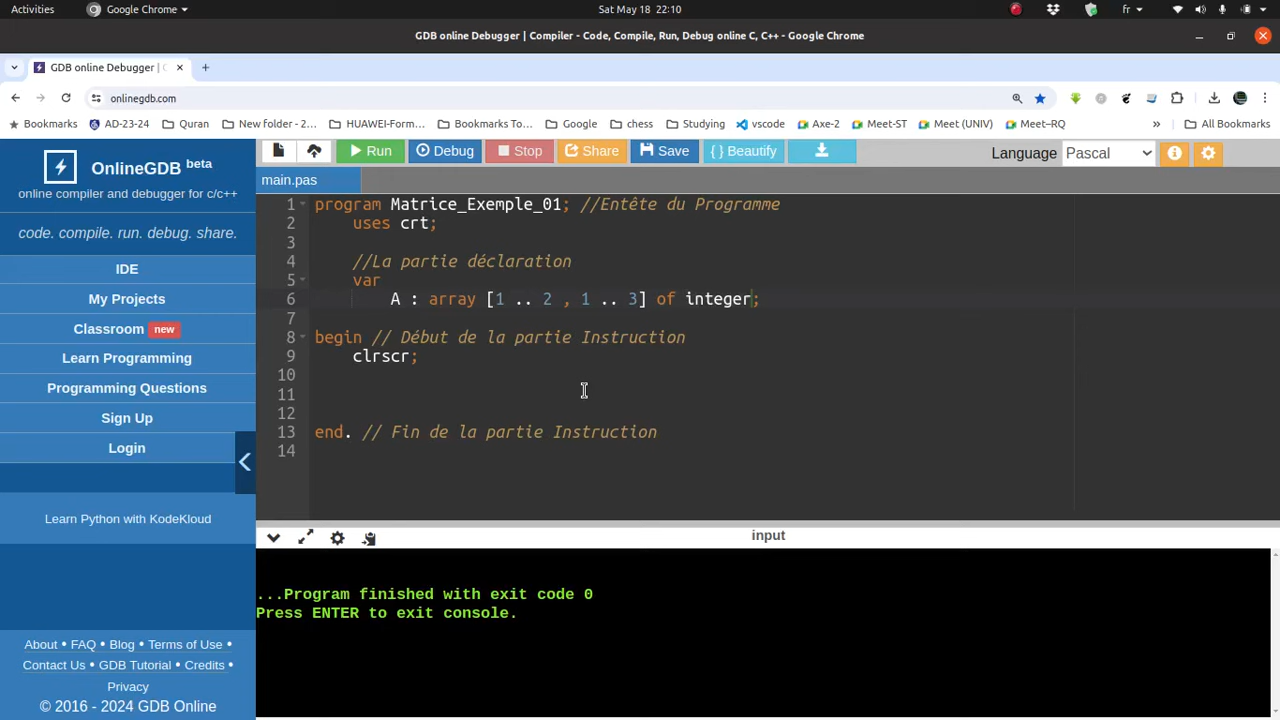 Activities
Google Chrome
Sat May 18 22:10
fr
GDB online Debugger | Compiler - Code, Compile, Run, Debug online C, C++ - Google Chrome
GDB online Debugger |
onlinegdb.com
Bookmarks
AD-23-24
Quran
New folder - 2…
HUAWEI-Form…
Bookmarks To…
Google
chess
Studying
vscode
Axe-2
Meet-ST
Meet (UNIV)
Meet–RQ
»
All Bookmarks
OnlineGDB beta
online compiler and debugger for c/c++
code. compile. run. debug. share.
IDE
My Projects
Classroom new
Learn Programming
Programming Questions
Sign Up
Login
Learn Python with KodeKloud
About • FAQ • Blog • Terms of Use •
Contact Us • GDB Tutorial • Credits •
Privacy
© 2016 - 2024 GDB Online
Run
Debug
Stop
Share
Save
{ } Beautify
Language Pascal
main.pas
1 program Matrice_Exemple_01; //Entête du Programme
2 uses crt;
3
4 //La partie déclaration
5 var
6 A : array [1 .. 2 , 1 .. 3] of integer;
7
8 begin // Début de la partie Instruction
9 clrscr;
10
11
12
13 end. // Fin de la partie Instruction
14
input
...Program finished with exit code 0
Press ENTER to exit console.